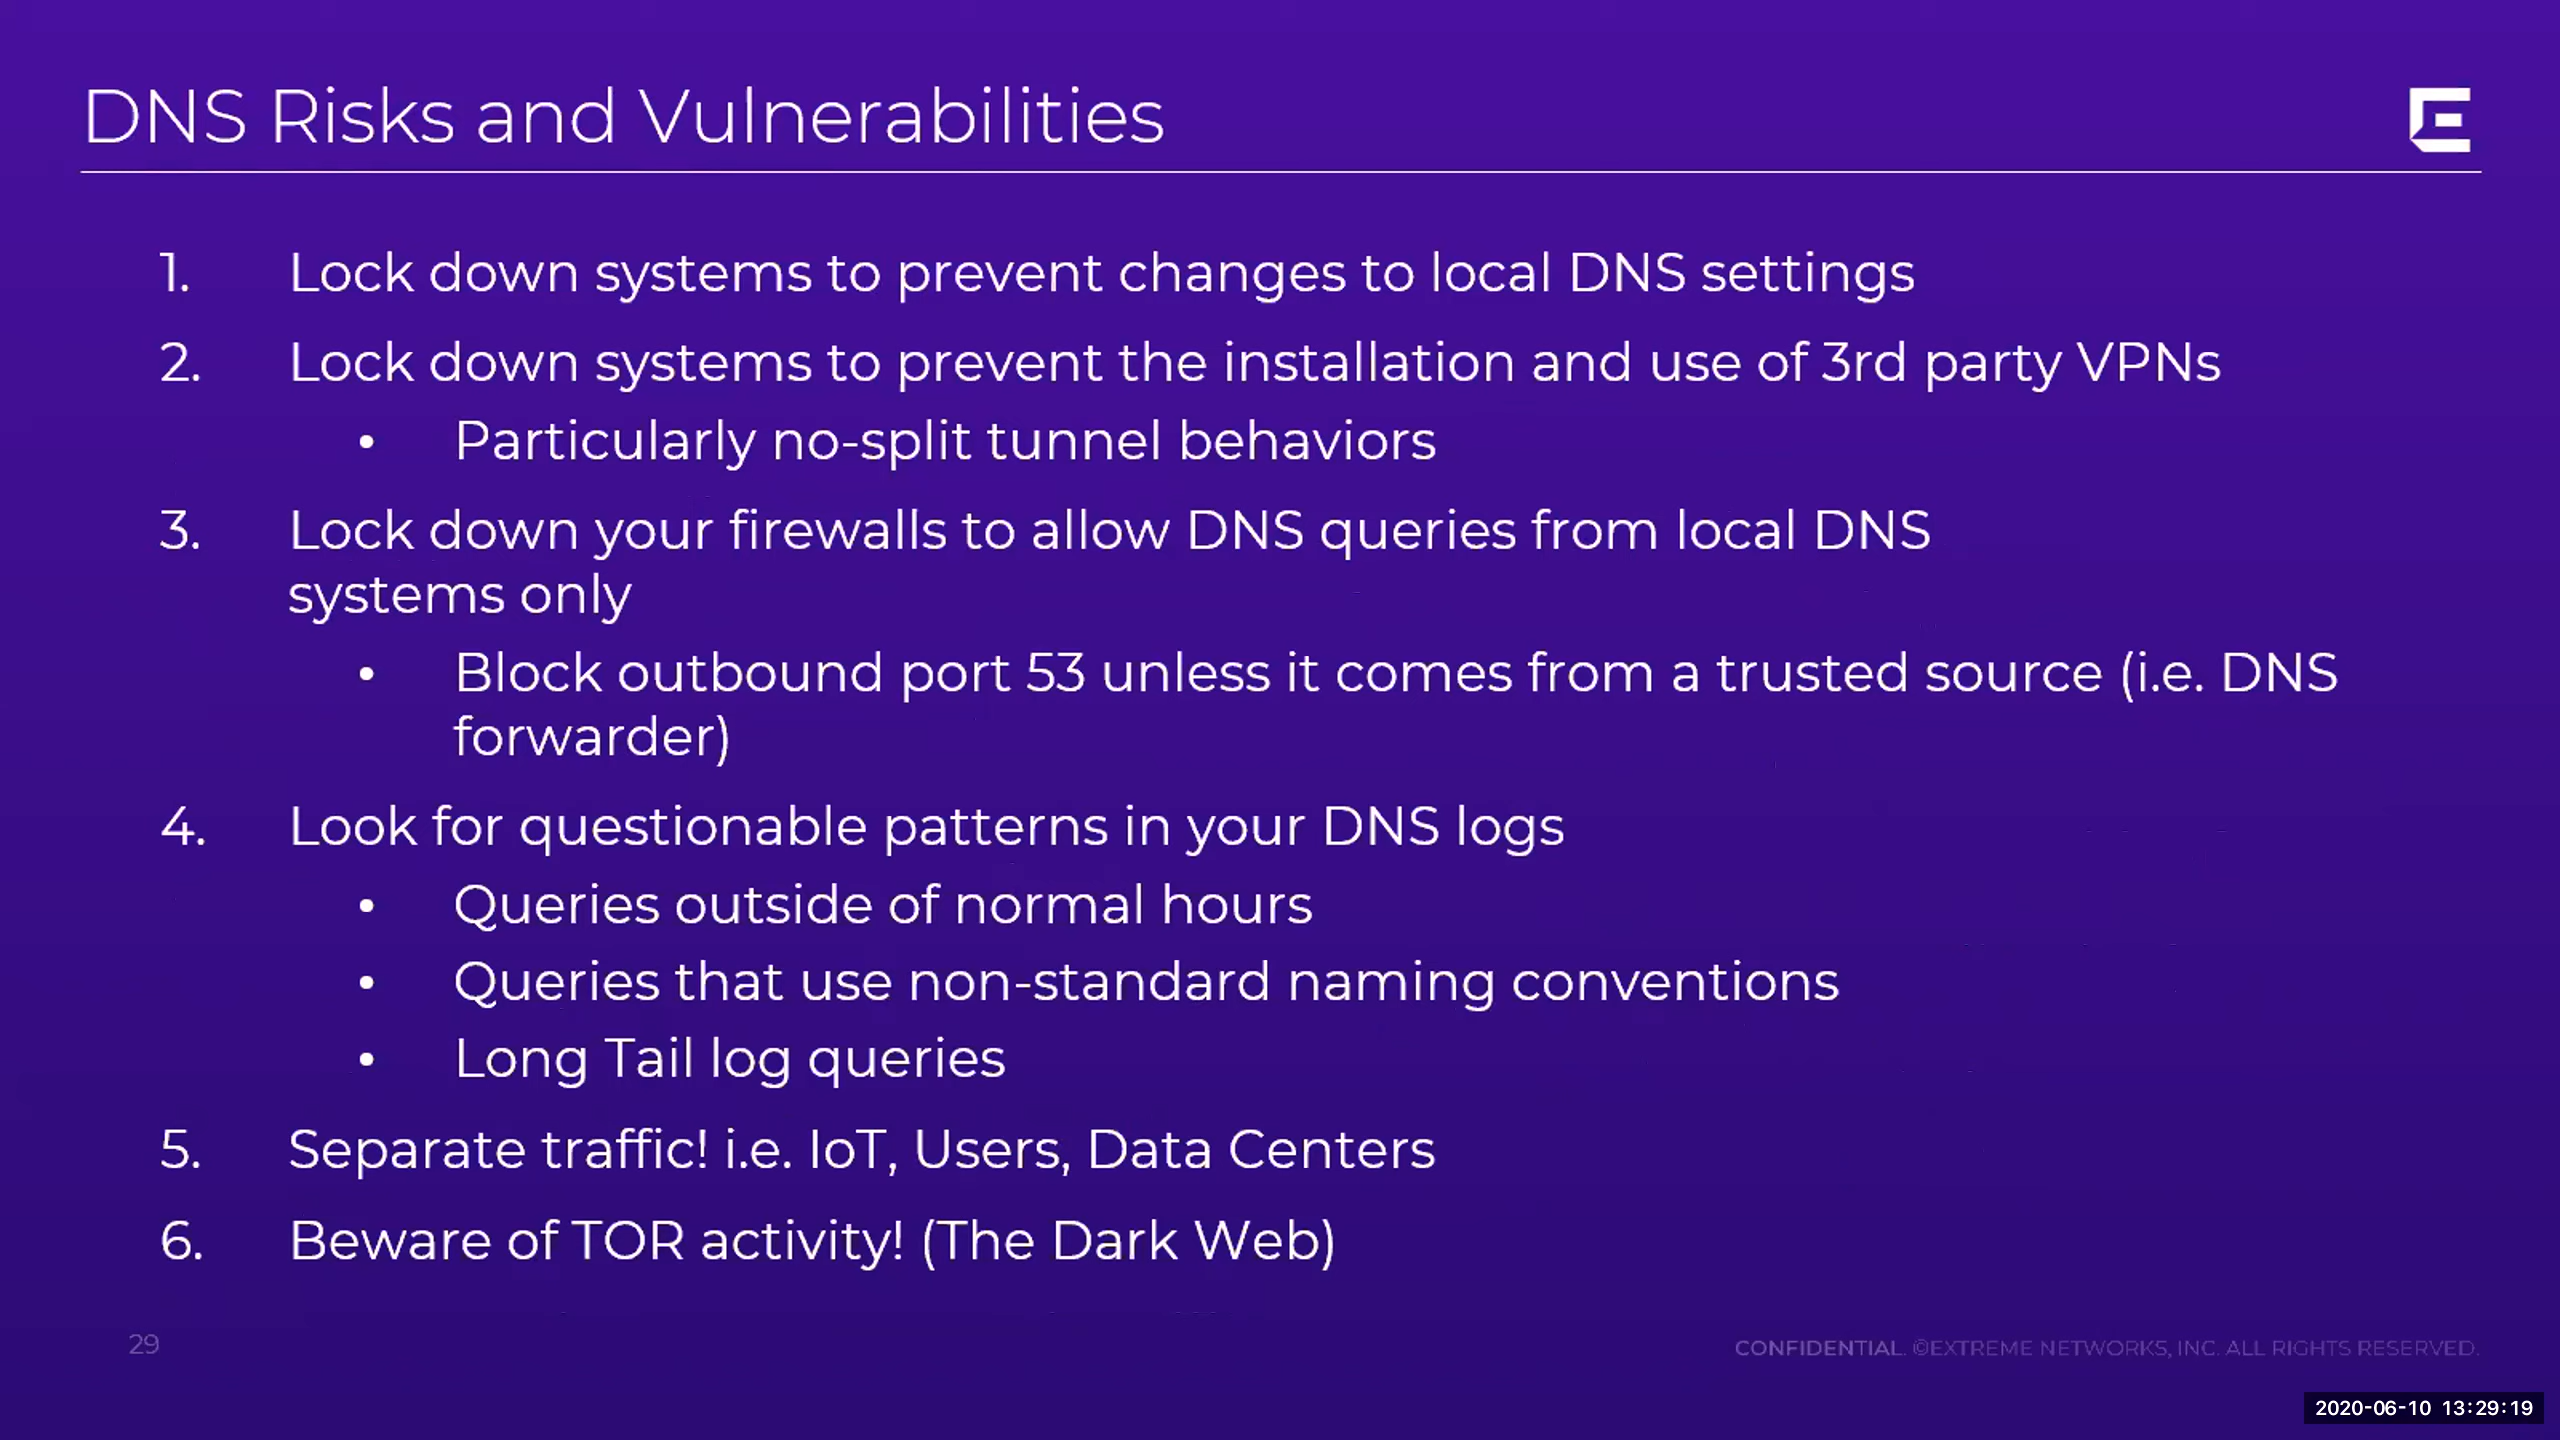 DNS Risks and Vulnerabilities
1. Lock down systems to prevent changes to local DNS settings
2. Lock down systems to prevent the installation and use of 3rd party VPNs
• Particularly no-split tunnel behaviors
3. Lock down your firewalls to allow DNS queries from local DNS
systems only
• Block outbound port 53 unless it comes from a trusted source (i.e. DNS
forwarder)
4. Look for questionable patterns in your DNS logs
• Queries outside of normal hours
• Queries that use non-standard naming conventions
• Long Tail log queries
5. Separate traffic! i.e. IoT, Users, Data Centers
6. Beware of TOR activity! (The Dark Web)
29
CONFIDENTIAL. ©EXTREME NETWORKS, INC. ALL RIGHTS RESERVED.
2020-06-10 13:29:19